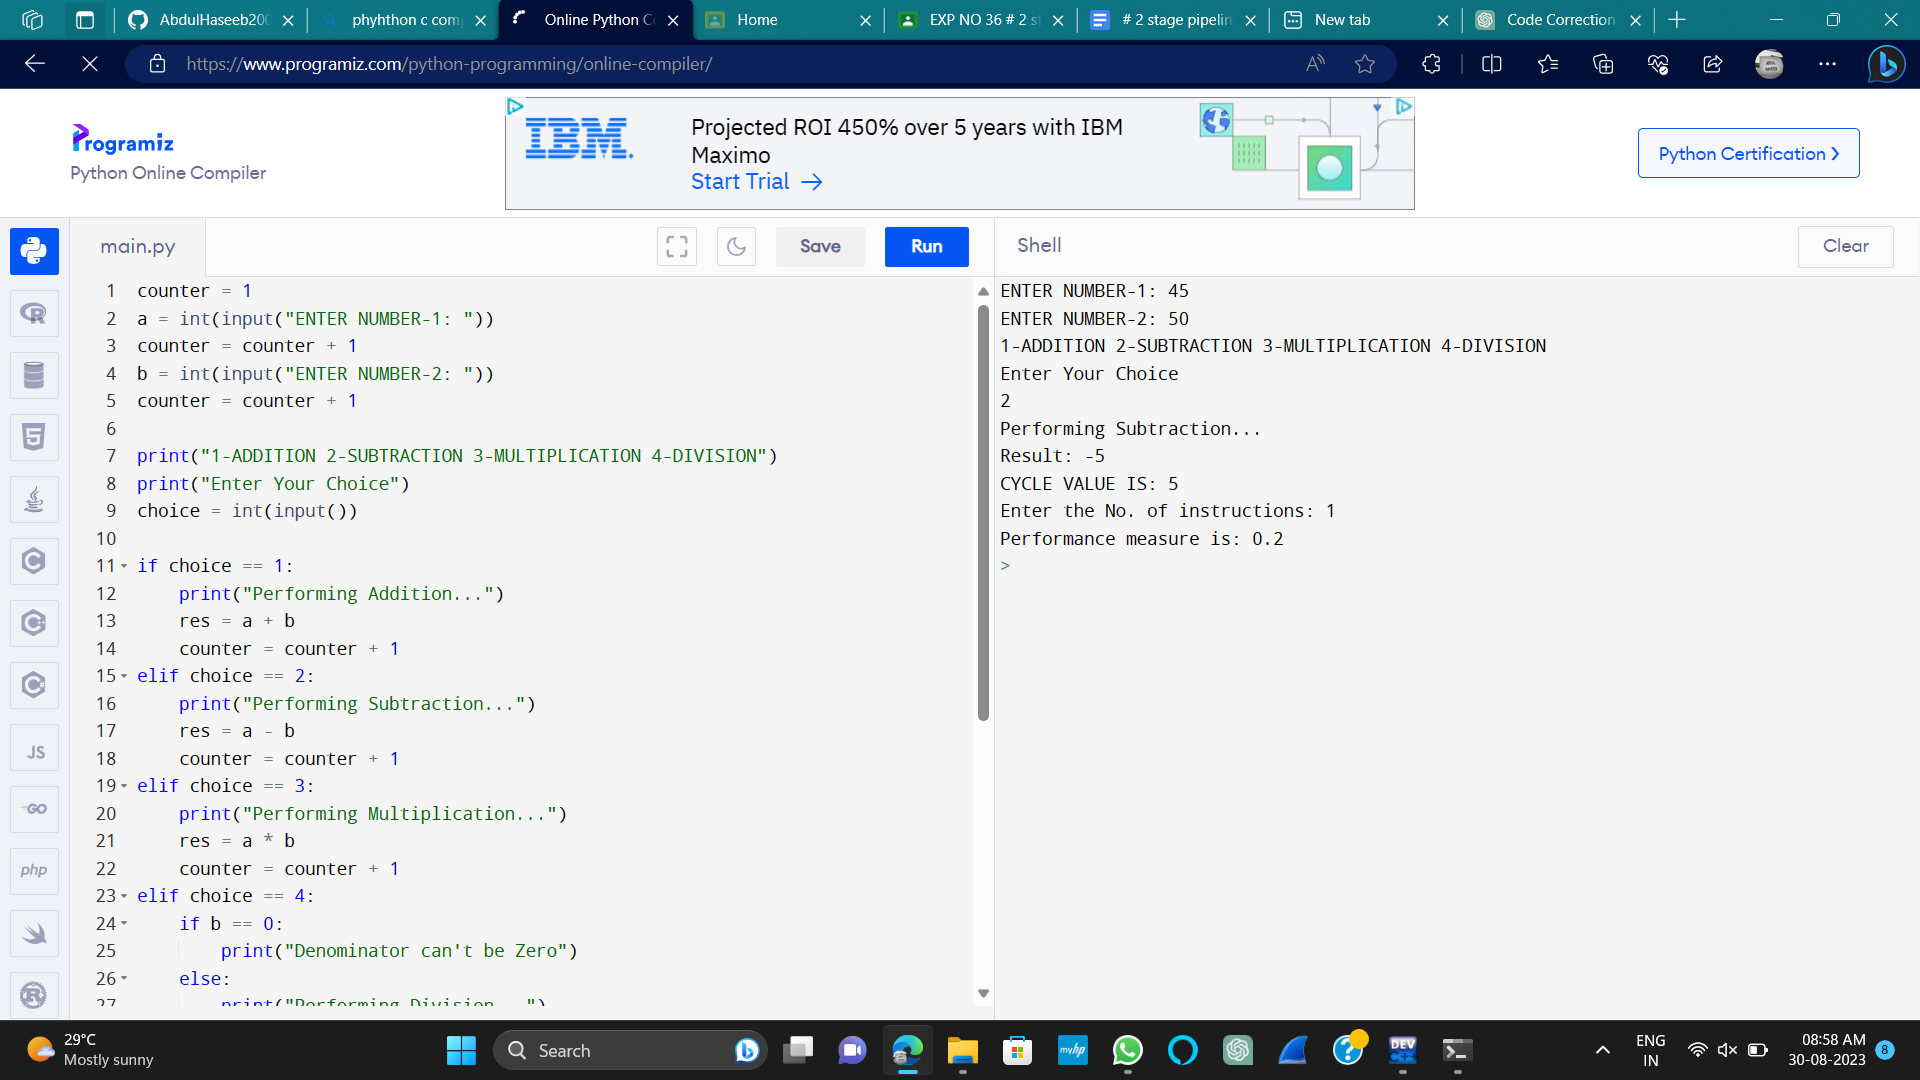 AbdulHaseeb200
phyhthon c com
Online Python Co
Home
EXP NO 36 # 2 s
# 2 stage pipelin
New tab
Code Correction
https://www.programiz.com/python-programming/online-compiler/
Programiz
Python Online Compiler
IBM
Projected ROI 450% over 5 years with IBM
Maximo
Start Trial
Python Certification
main.py
Save
Run
Shell
Clear
1 counter = 1
2 a = int(input("ENTER NUMBER-1: "))
3 counter = counter + 1
4 b = int(input("ENTER NUMBER-2: "))
5 counter = counter + 1
6
7 print("1-ADDITION 2-SUBTRACTION 3-MULTIPLICATION 4-DIVISION")
8 print("Enter Your Choice")
9 choice = int(input())
10
11 if choice == 1:
12 print("Performing Addition...")
13 res = a + b
14 counter = counter + 1
15 elif choice == 2:
16 print("Performing Subtraction...")
17 res = a - b
18 counter = counter + 1
19 elif choice == 3:
20 print("Performing Multiplication...")
21 res = a * b
22 counter = counter + 1
23 elif choice == 4:
24 if b == 0:
25 print("Denominator can't be Zero")
26 else:
27 print("Performing Division...")
ENTER NUMBER-1: 45
ENTER NUMBER-2: 50
1-ADDITION 2-SUBTRACTION 3-MULTIPLICATION 4-DIVISION
Enter Your Choice
2
Performing Subtraction...
Result: -5
CYCLE VALUE IS: 5
Enter the No. of instructions: 1
Performance measure is: 0.2
>
R
5
C
C
C
JS
GO
php
R
29°C
Mostly sunny
Search
myhp
DEV
C++
ENG
IN
08:58 AM
30-08-2023
8